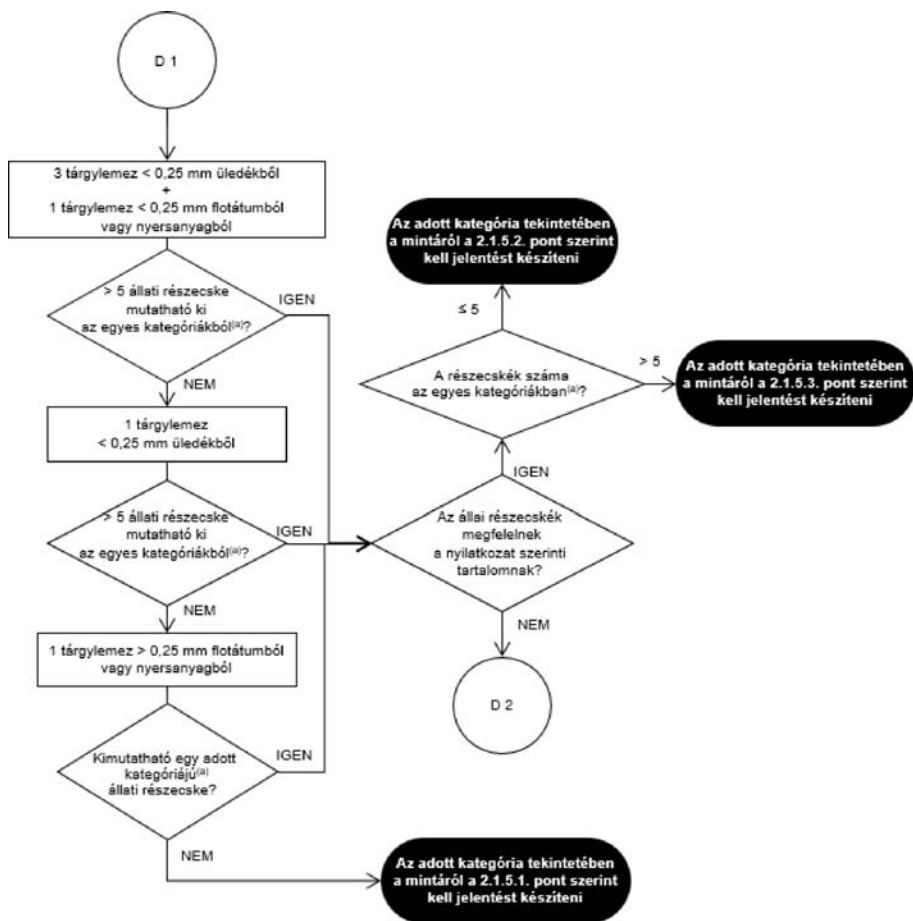 D 1
3 tárgylemez < 0,25 mm üledékből
+
1 tárgylemez < 0,25 mm flotátumból
vagy nyersanyagból
> 5 állati részecske
mutatható ki
az egyes kategóriákból(a)?
IGEN
NEM
1 tárgylemez
< 0,25 mm üledékből
> 5 állati részecske
mutatható ki
az egyes kategóriákból(a)?
IGEN
NEM
1 tárgylemez > 0,25 mm flotátumból
vagy nyersanyagból
Kimutatható egy adott
kategóriájú(a)
állati részecske?
IGEN
NEM
Az adott kategória tekintetében
a mintáról a 2.1.5.1. pont szerint
kell jelentést készíteni
Az adott kategória tekintetében
a mintáról a 2.1.5.2. pont szerint
kell jelentést készíteni
≤ 5
A részecskék száma
az egyes kategóriákban(a)?
> 5
Az adott kategória tekintetében
a mintáról a 2.1.5.3. pont szerint
kell jelentést készíteni
IGEN
Az állai részecskék
megfelelnek
a nyilatkozat szerinti
tartalomnak?
NEM
D 2